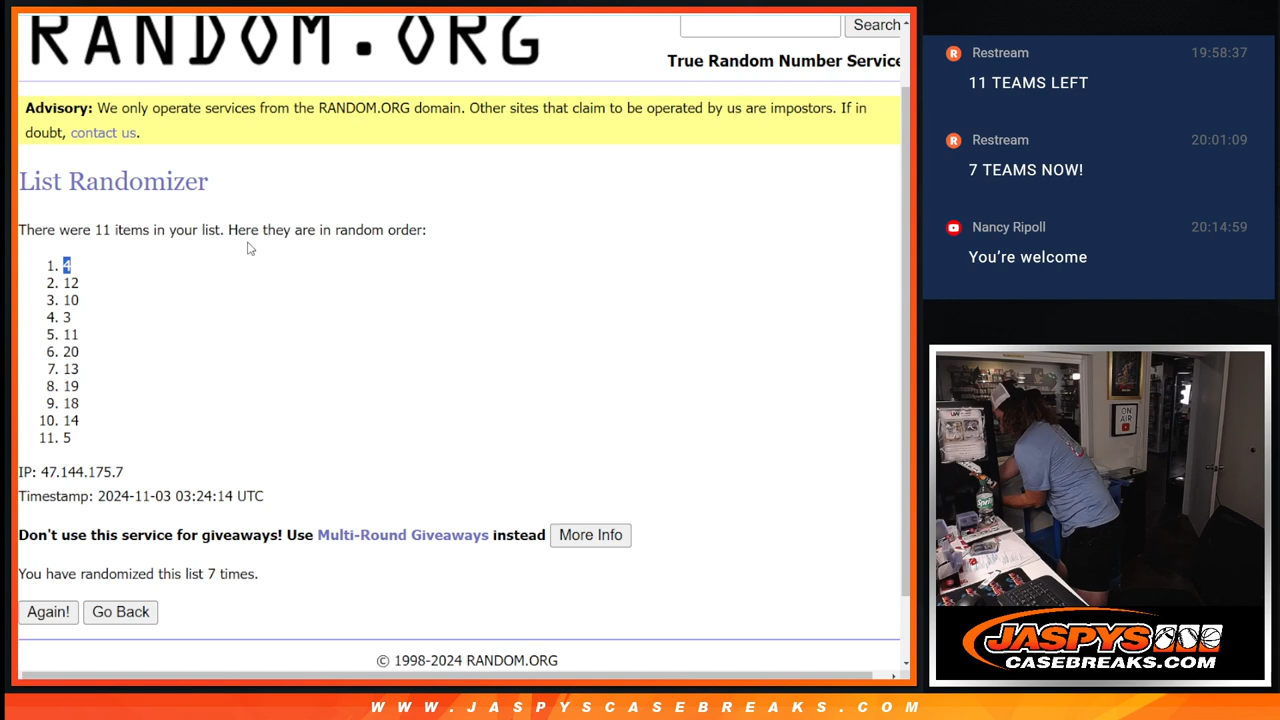 RANDOM.ORG
Search
True Random Number Service
Advisory: We only operate services from the RANDOM.ORG domain. Other sites that claim to be operated by us are impostors. If in
doubt, contact us.
List Randomizer
There were 11 items in your list. Here they are in random order:
1. 4
2. 12
3. 10
4. 3
5. 11
6. 20
7. 13
8. 19
9. 18
10. 14
11. 5
IP: 47.144.175.7
Timestamp: 2024-11-03 03:24:14 UTC
Don't use this service for giveaways! Use Multi-Round Giveaways instead More Info
You have randomized this list 7 times.
Again! Go Back
© 1998-2024 RANDOM.ORG
R Restream 19:58:37
11 TEAMS LEFT
R Restream 20:01:09
7 TEAMS NOW!
Nancy Ripoll 20:14:59
You're welcome
ON
AIR
JASPYS
CASEBREAKS.COM
WWW.JASPYSCASEBREAKS.COM